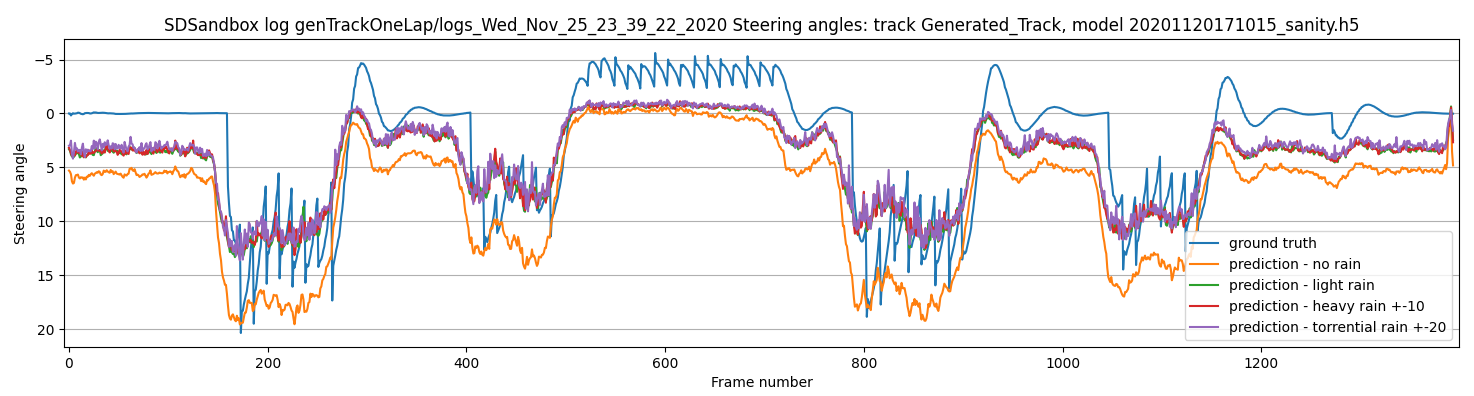 SDSandbox log genTrackOneLap/logs_Wed_Nov_25_23_39_22_2020 Steering angles: track Generated_Track, model 20201120171015_sanity.h5
Steering angle
−5
0
5
10
15
20
ground truth
prediction - no rain
prediction - light rain
prediction - heavy rain +-10
prediction - torrential rain +-20
0 200 400 600 800 1000 1200
Frame number